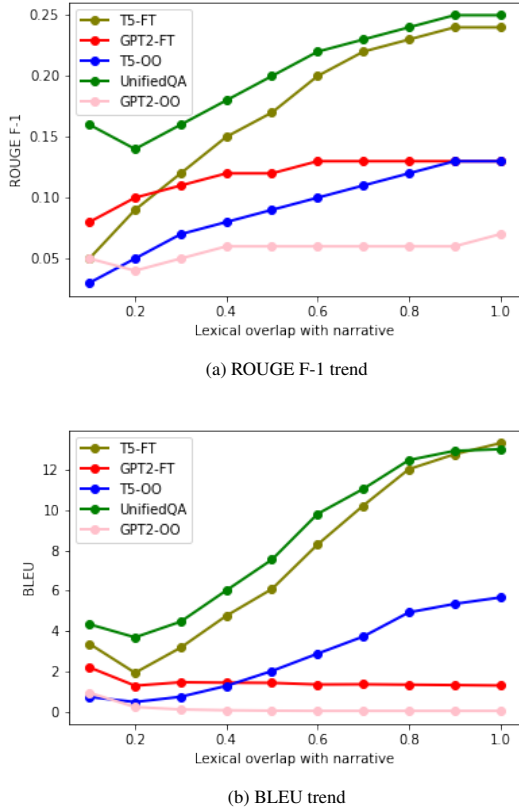 0.25
0.20
0.15
0.10
0.05
ROUGE F-1
T5-FT
GPT2-FT
T5-OO
UnifiedQA
GPT2-OO
0.2 0.4 0.6 0.8 1.0
Lexical overlap with narrative
(a) ROUGE F-1 trend
12
10
8
6
4
2
0
BLEU
T5-FT
GPT2-FT
T5-OO
UnifiedQA
GPT2-OO
0.2 0.4 0.6 0.8 1.0
Lexical overlap with narrative
(b) BLEU trend